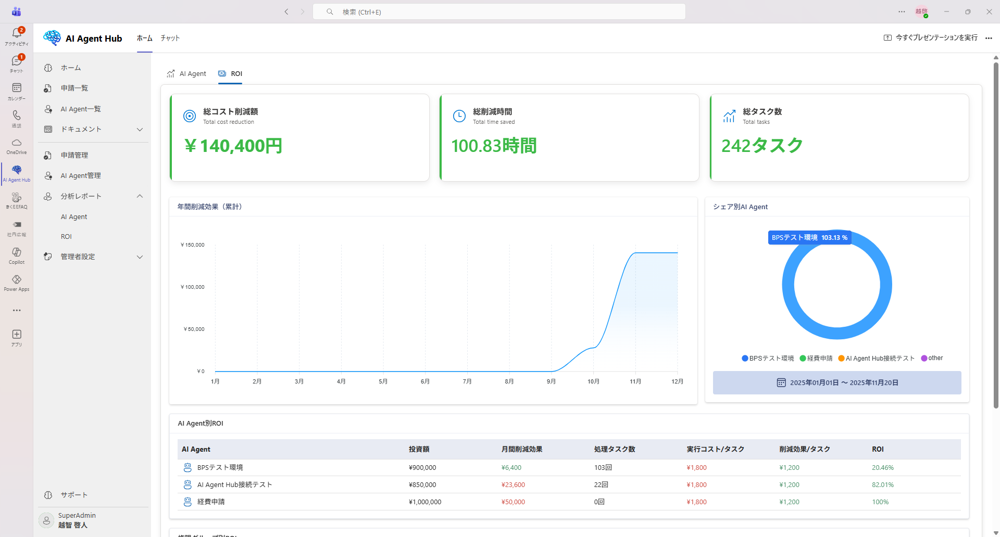 検索 (Ctrl+E)
越啓
2
アクティビティ
1
チャット
カレンダー
通話
OneDrive
AI Agent Hub
きくミミFAQ
社内広報
Copilot
Power Apps
アプリ
AI Agent Hub
ホーム
チャット
今すぐプレゼンテーションを実行
ホーム
申請一覧
AI Agent一覧
ドキュメント
申請管理
AI Agent管理
分析レポート
AI Agent
ROI
管理者設定
サポート
SuperAdmin
越智 啓人
AI Agent
ROI
総コスト削減額
Total cost reduction
￥140,400円
総削減時間
Total time saved
100.83時間
総タスク数
Total tasks
242タスク
年間削減効果（累計）
￥150,000
￥100,000
￥50,000
￥0
1月 2月 3月 4月 5月 6月 7月 8月 9月 10月 11月 12月
シェア別AI Agent
BPSテスト環境 103.13 %
BPSテスト環境 経費申請 AI Agent Hub接続テスト other
2025年01月01日 〜 2025年11月20日
AI Agent別ROI
AI Agent 投資額 月間削減効果 処理タスク数 実行コスト/タスク 削減効果/タスク ROI
BPSテスト環境 ¥900,000 ¥6,400 103回 ¥1,800 ¥1,200 20.46%
AI Agent Hub接続テスト ¥850,000 ¥23,600 22回 ¥1,800 ¥1,200 82.01%
経費申請 ¥1,000,000 ¥50,000 0回 ¥1,800 ¥1,200 100%
権限グループ別ROI